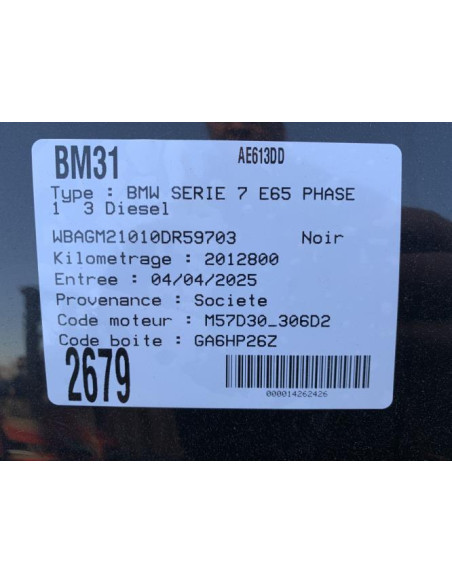 BM31 AE613DD
Type : BMW SERIE 7 E65 PHASE
1 3 Diesel
WBAGM21010DR59703 Noir
Kilometrage : 2012800
Entree : 04/04/2025
Provenance : Societe
Code moteur : M57D30_306D2
Code boite : GA6HP26Z
2679
000014262426